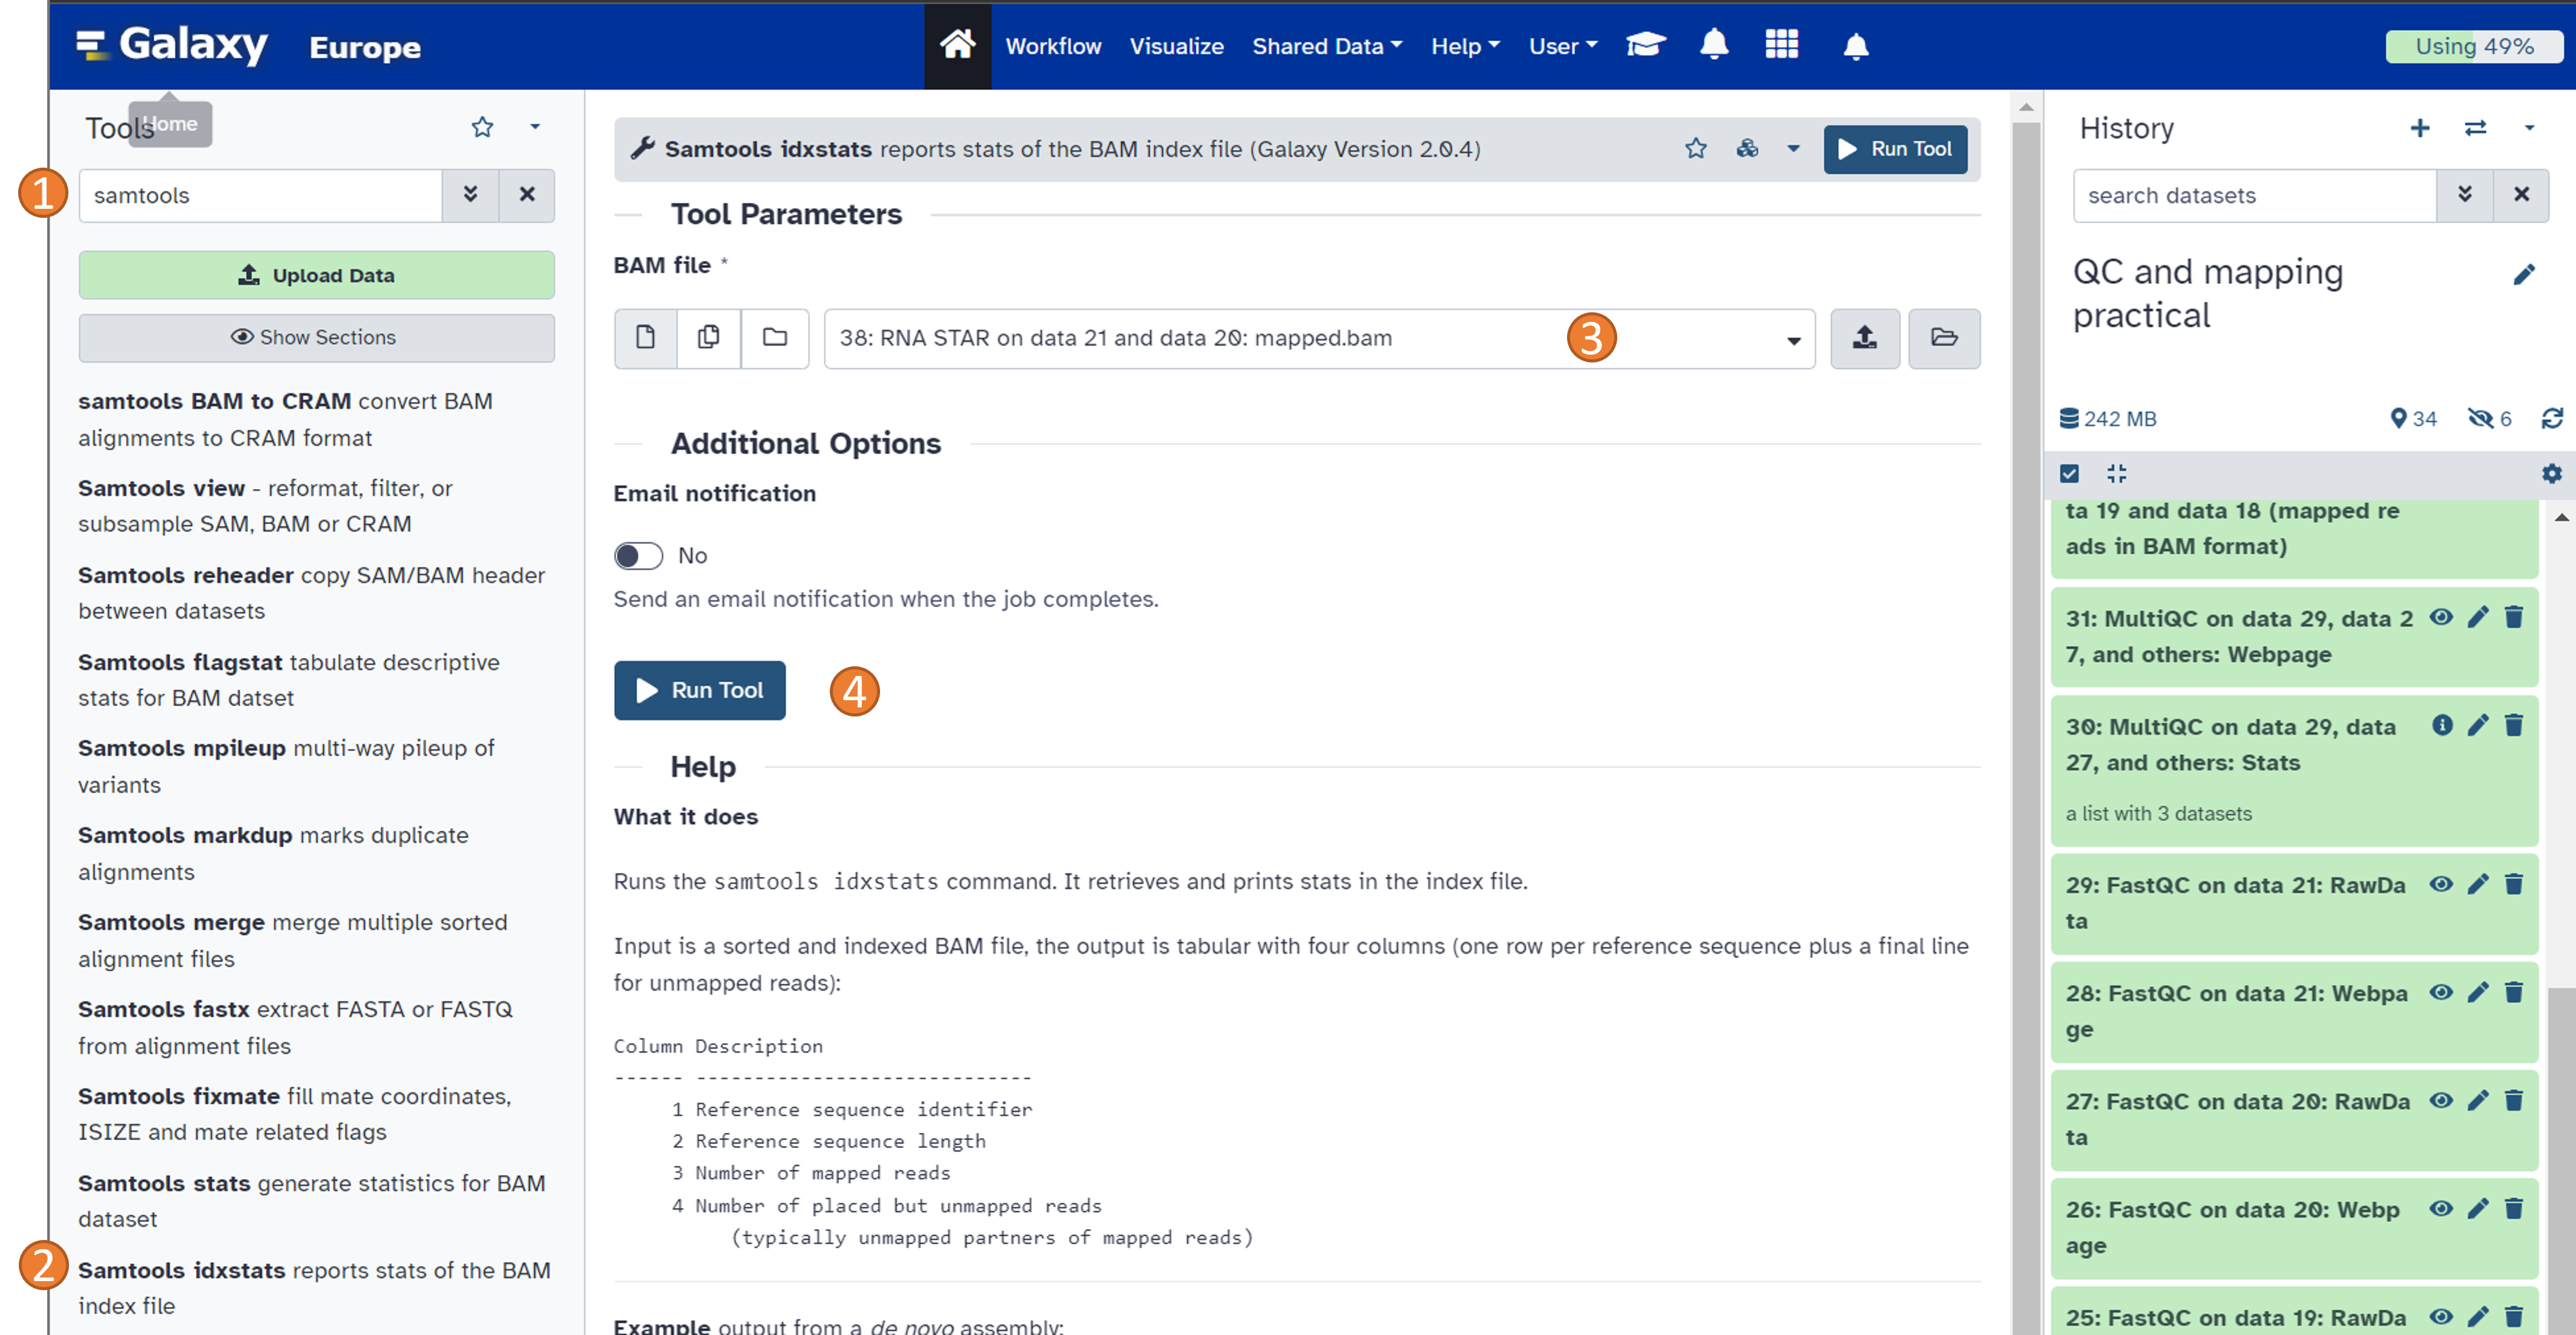 Galaxy Europe
Workflow Visualize Shared Data Help User
Using 49%
Tools
Home
1
samtools
Upload Data
Show Sections
samtools BAM to CRAM convert BAM
alignments to CRAM format
Samtools view - reformat, filter, or
subsample SAM, BAM or CRAM
Samtools reheader copy SAM/BAM header
between datasets
Samtools flagstat tabulate descriptive
stats for BAM datset
Samtools mpileup multi-way pileup of
variants
Samtools markdup marks duplicate
alignments
Samtools merge merge multiple sorted
alignment files
Samtools fastx extract FASTA or FASTQ
from alignment files
Samtools fixmate fill mate coordinates,
ISIZE and mate related flags
Samtools stats generate statistics for BAM
dataset
2
Samtools idxstats reports stats of the BAM
index file
Samtools idxstats reports stats of the BAM index file (Galaxy Version 2.0.4)
Run Tool
Tool Parameters
BAM file *
38: RNA STAR on data 21 and data 20: mapped.bam
3
Additional Options
Email notification
No
Send an email notification when the job completes.
Run Tool
4
Help
What it does
Runs the samtools idxstats command. It retrieves and prints stats in the index file.
Input is a sorted and indexed BAM file, the output is tabular with four columns (one row per reference sequence plus a final line
for unmapped reads):
Column Description
------ -----------------------------
1 Reference sequence identifier
2 Reference sequence length
3 Number of mapped reads
4 Number of placed but unmapped reads
(typically unmapped partners of mapped reads)
Example output from a de novo assembly:
History
search datasets
QC and mapping
practical
242 MB
34
6
ta 19 and data 18 (mapped re
ads in BAM format)
31: MultiQC on data 29, data 2
7, and others: Webpage
30: MultiQC on data 29, data
27, and others: Stats
a list with 3 datasets
29: FastQC on data 21: RawDa
ta
28: FastQC on data 21: Webpa
ge
27: FastQC on data 20: RawDa
ta
26: FastQC on data 20: Webp
age
25: FastQC on data 19: RawDa